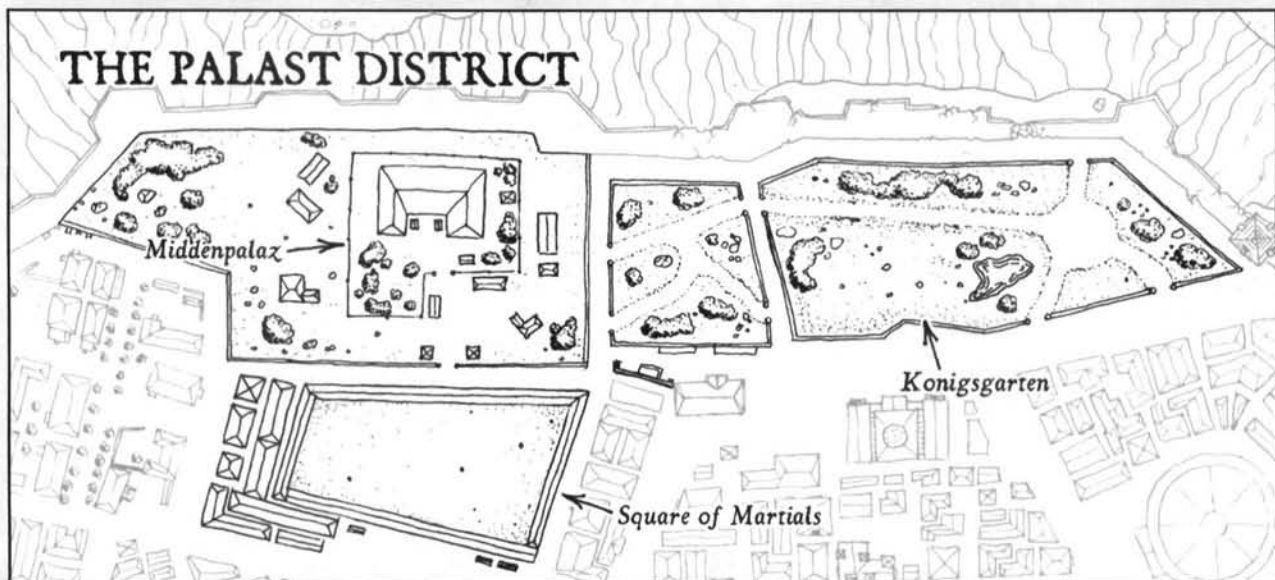 THE PALAST DISTRICT
Middenpalaz
Konigsgarten
Square of Martials